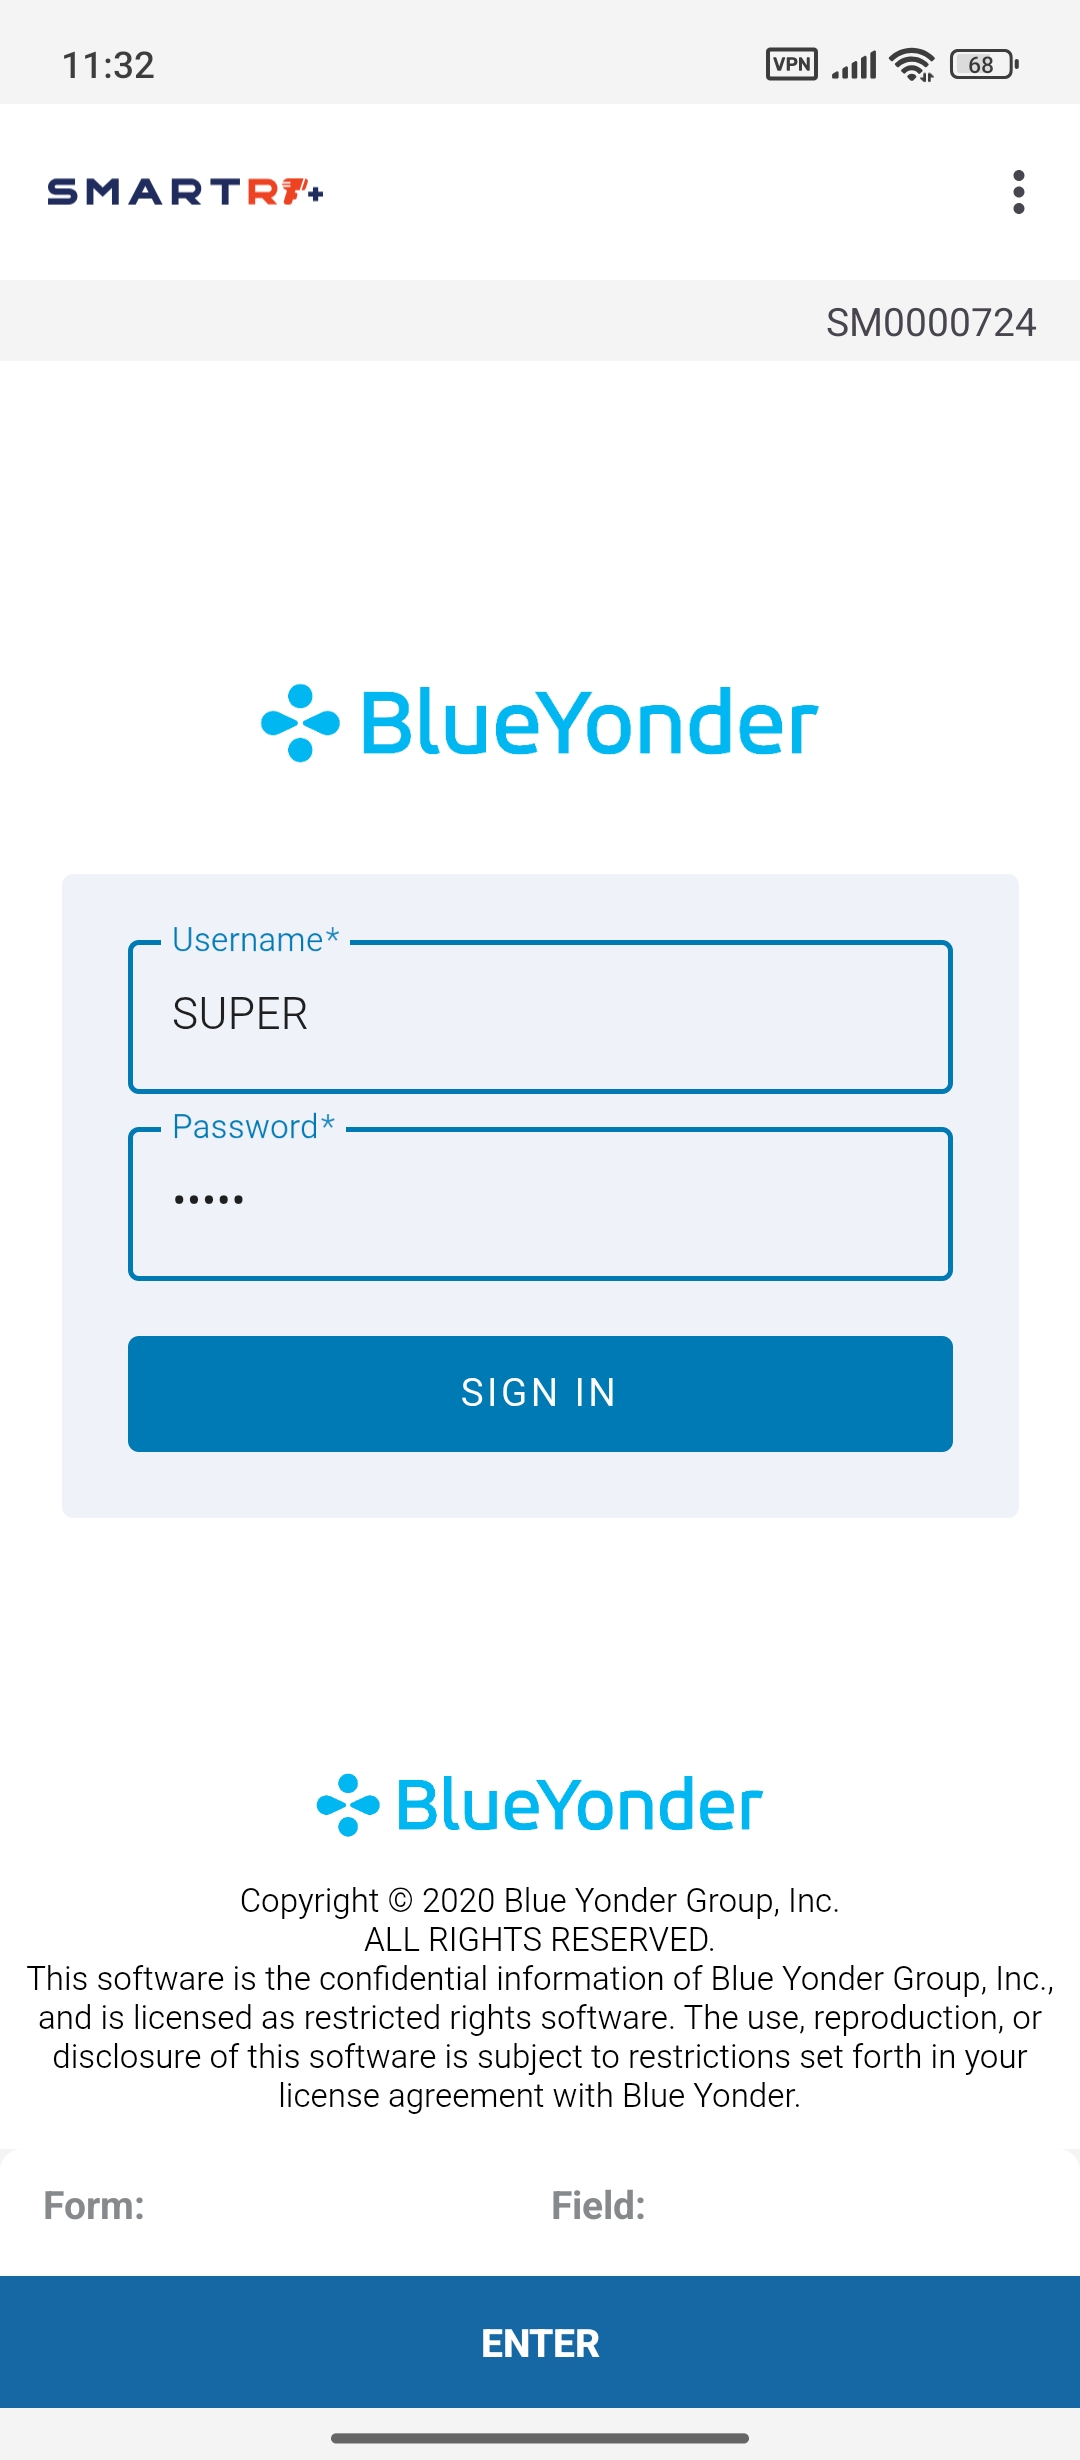 11:32
VPN
68
SMARTRF+
SM0000724
BlueYonder
Username*
SUPER
Password*
•••••
SIGN IN
BlueYonder
Copyright © 2020 Blue Yonder Group, Inc.
ALL RIGHTS RESERVED.
This software is the confidential information of Blue Yonder Group, Inc.,
and is licensed as restricted rights software. The use, reproduction, or
disclosure of this software is subject to restrictions set forth in your
license agreement with Blue Yonder.
Form:
Field:
ENTER